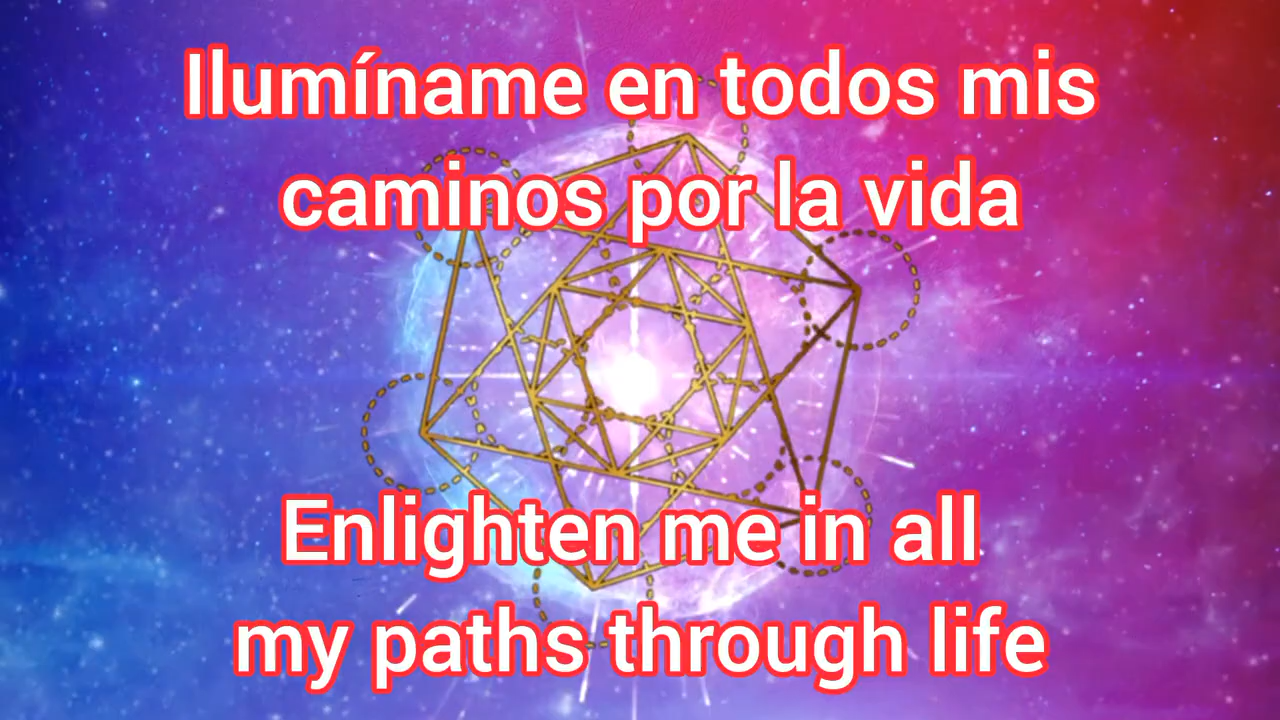 Ilumíname en todos mis
caminos por la vida
Enlighten me in all
my paths through life